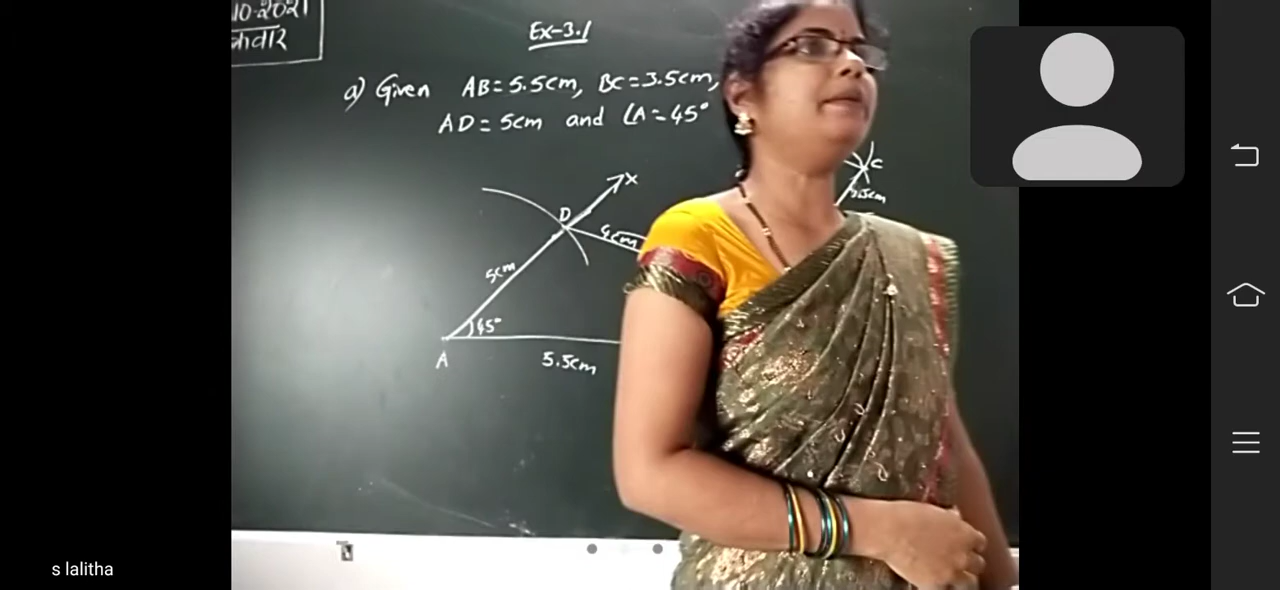 10-2021
Ex-3.1
a) Given AB=5.5cm, BC=3.5cm,
AD=5cm and ∠A=45°
X
C
D
4cm
3.5cm
5cm
45°
A
5.5cm
s lalitha